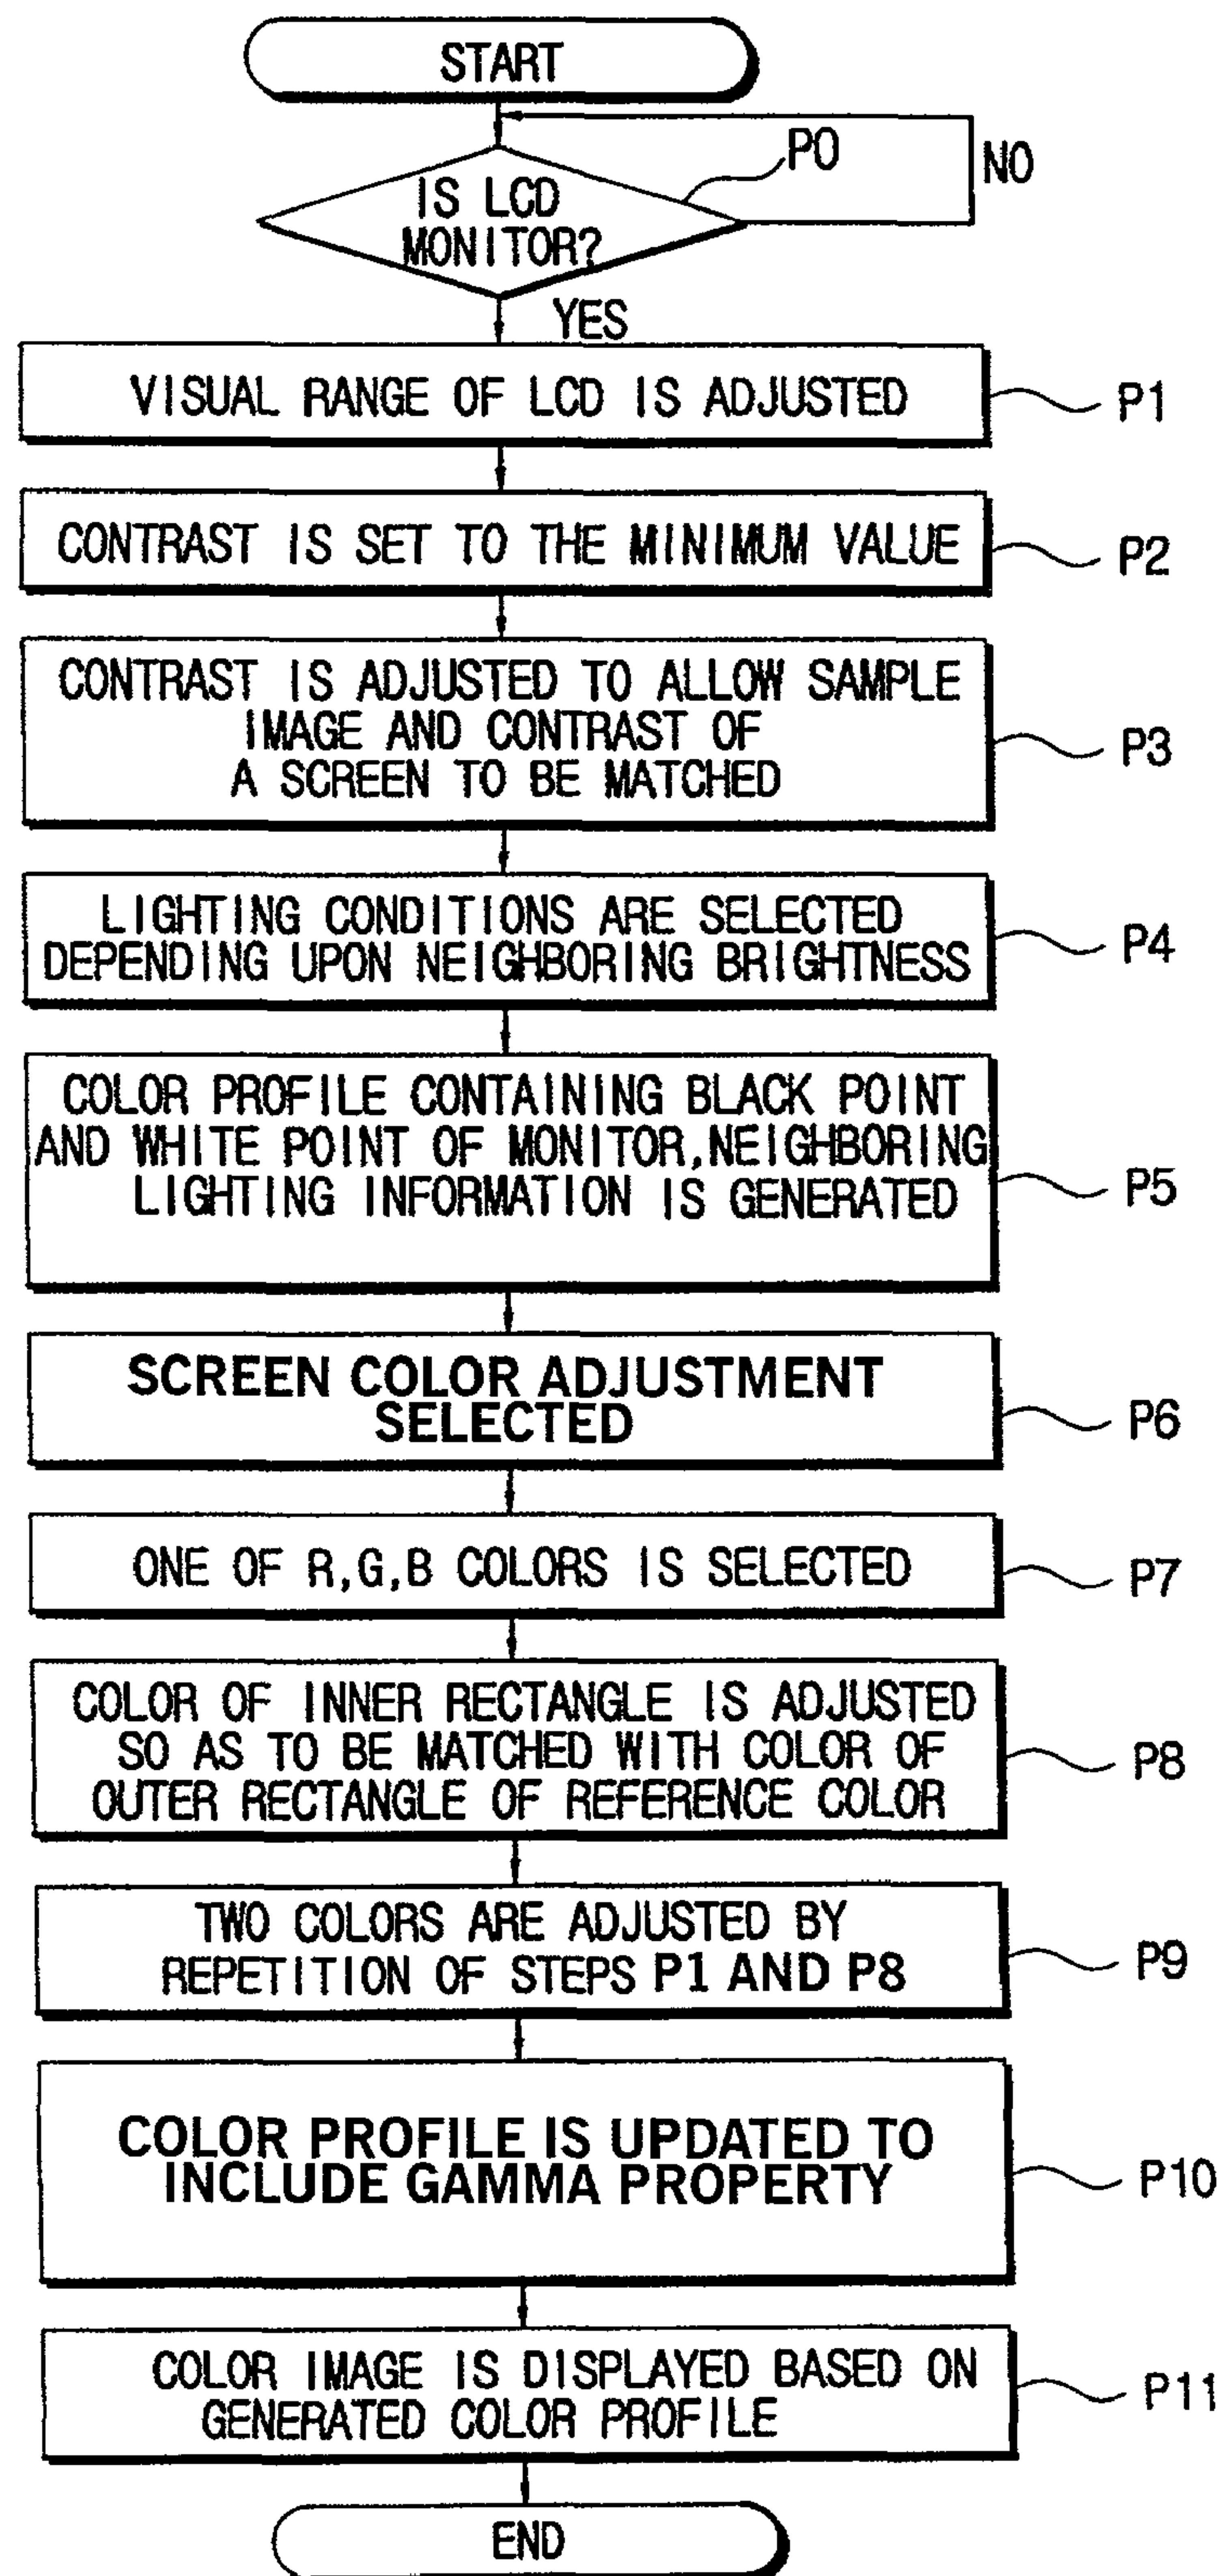 START
P0
NO
IS LCD
MONITOR?
YES
VISUAL RANGE OF LCD IS ADJUSTED
P1
CONTRAST IS SET TO THE MINIMUM VALUE
P2
CONTRAST IS ADJUSTED TO ALLOW SAMPLE
IMAGE AND CONTRAST OF
A SCREEN TO BE MATCHED
P3
LIGHTING CONDITIONS ARE SELECTED
DEPENDING UPON NEIGHBORING BRIGHTNESS
P4
COLOR PROFILE CONTAINING BLACK POINT
AND WHITE POINT OF MONITOR,NEIGHBORING
LIGHTING INFORMATION IS GENERATED
P5
SCREEN COLOR ADJUSTMENT
SELECTED
P6
ONE OF R,G,B COLORS IS SELECTED
P7
COLOR OF INNER RECTANGLE IS ADJUSTED
SO AS TO BE MATCHED WITH COLOR OF
OUTER RECTANGLE OF REFERENCE COLOR
P8
TWO COLORS ARE ADJUSTED BY
REPETITION OF STEPS P1 AND P8
P9
COLOR PROFILE IS UPDATED TO
INCLUDE GAMMA PROPERTY
P10
COLOR IMAGE IS DISPLAYED BASED ON
GENERATED COLOR PROFILE
P11
END